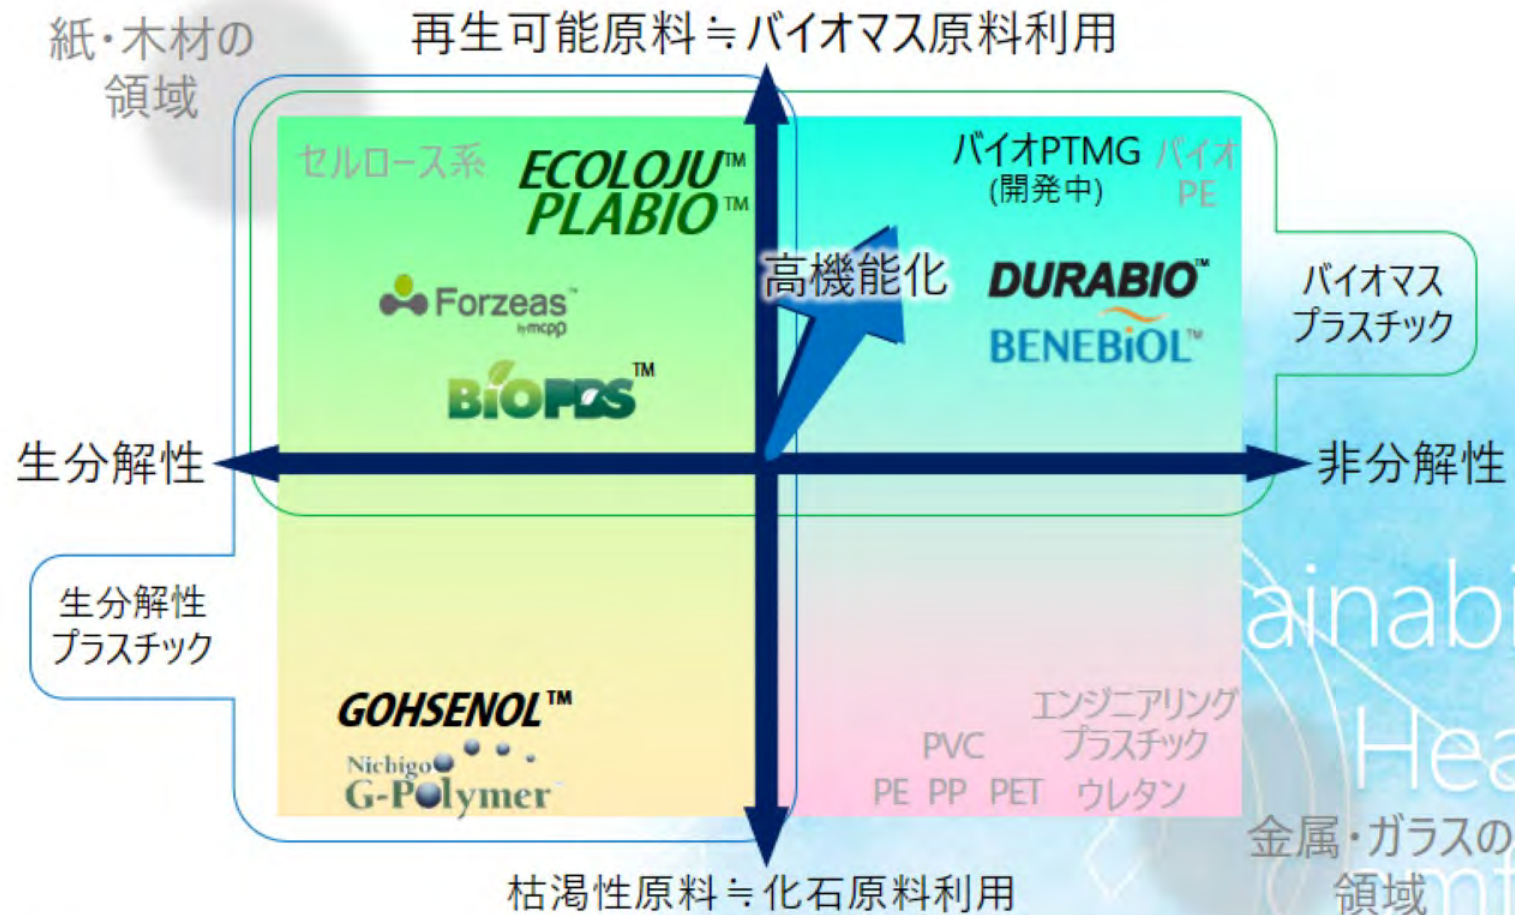 紙・木材の
領域
再生可能原料≒バイオマス原料利用
セルロース系
ECOLOJU™
PLABIO™
Forzeas™
by mcpp
BiOPBS™
バイオPTMG
(開発中)
バイオ
PE
高機能化
DURABIO™
BENEBiOL™
バイオマス
プラスチック
生分解性
非分解性
生分解性
プラスチック
GOHSENOL™
Nichigo
G-Polymer™
エンジニアリング
プラスチック
PVC
PE PP PET ウレタン
金属・ガラスの
領域
枯渇性原料≒化石原料利用
ainabi
Hea